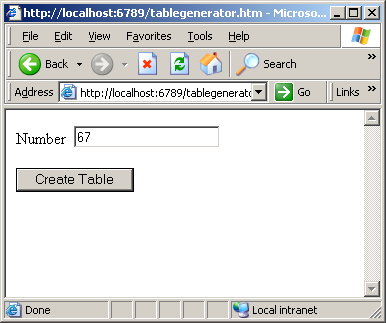 http://localhost:6789/tablegenerator.htm - Microso...
File Edit View Favorites Tools Help
Back Search »
Address http://localhost:6789/tablegenerato Go Links »
Number 67
Create Table
Done Local intranet